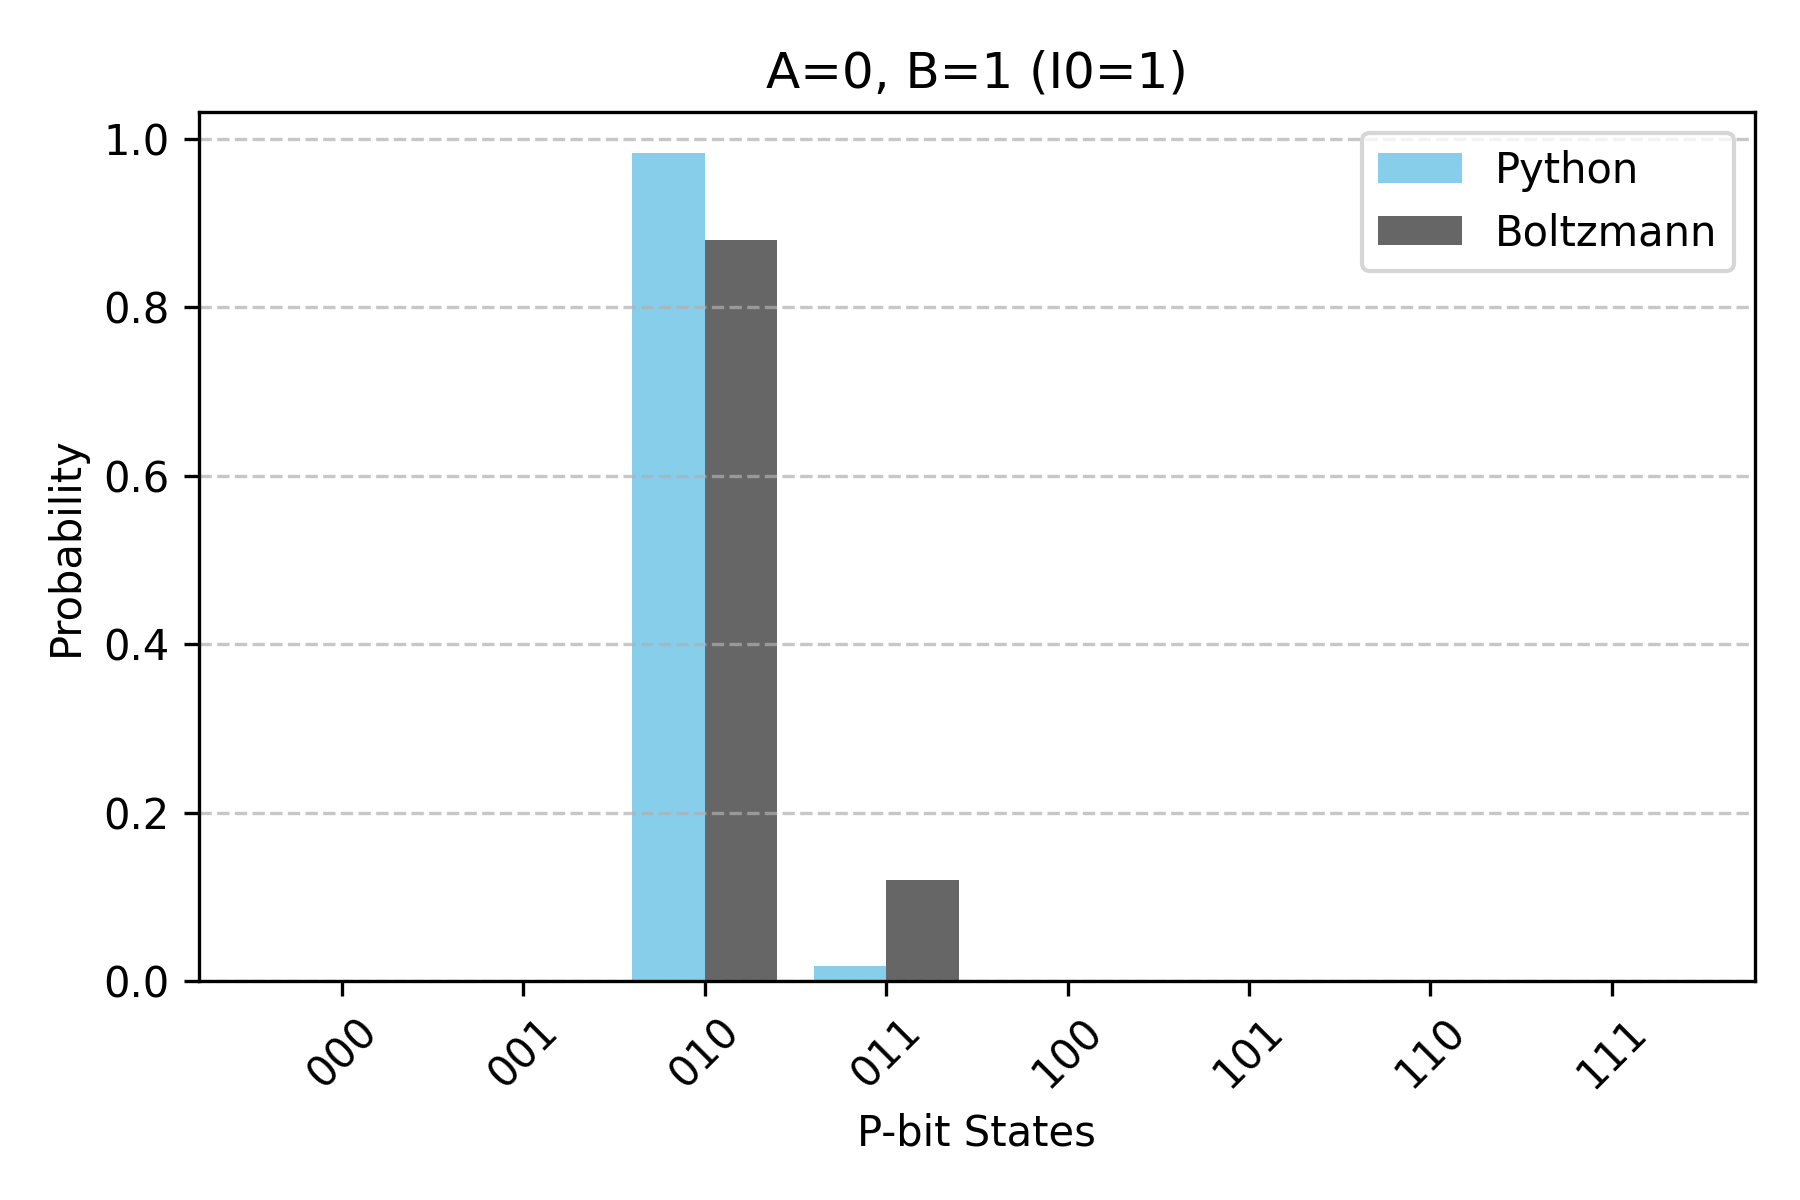 A=0, B=1 (I0=1)
Python
Boltzmann
Probability
1.0
0.8
0.6
0.4
0.2
0.0
000 001 010 011 100 101 110 111
P-bit States